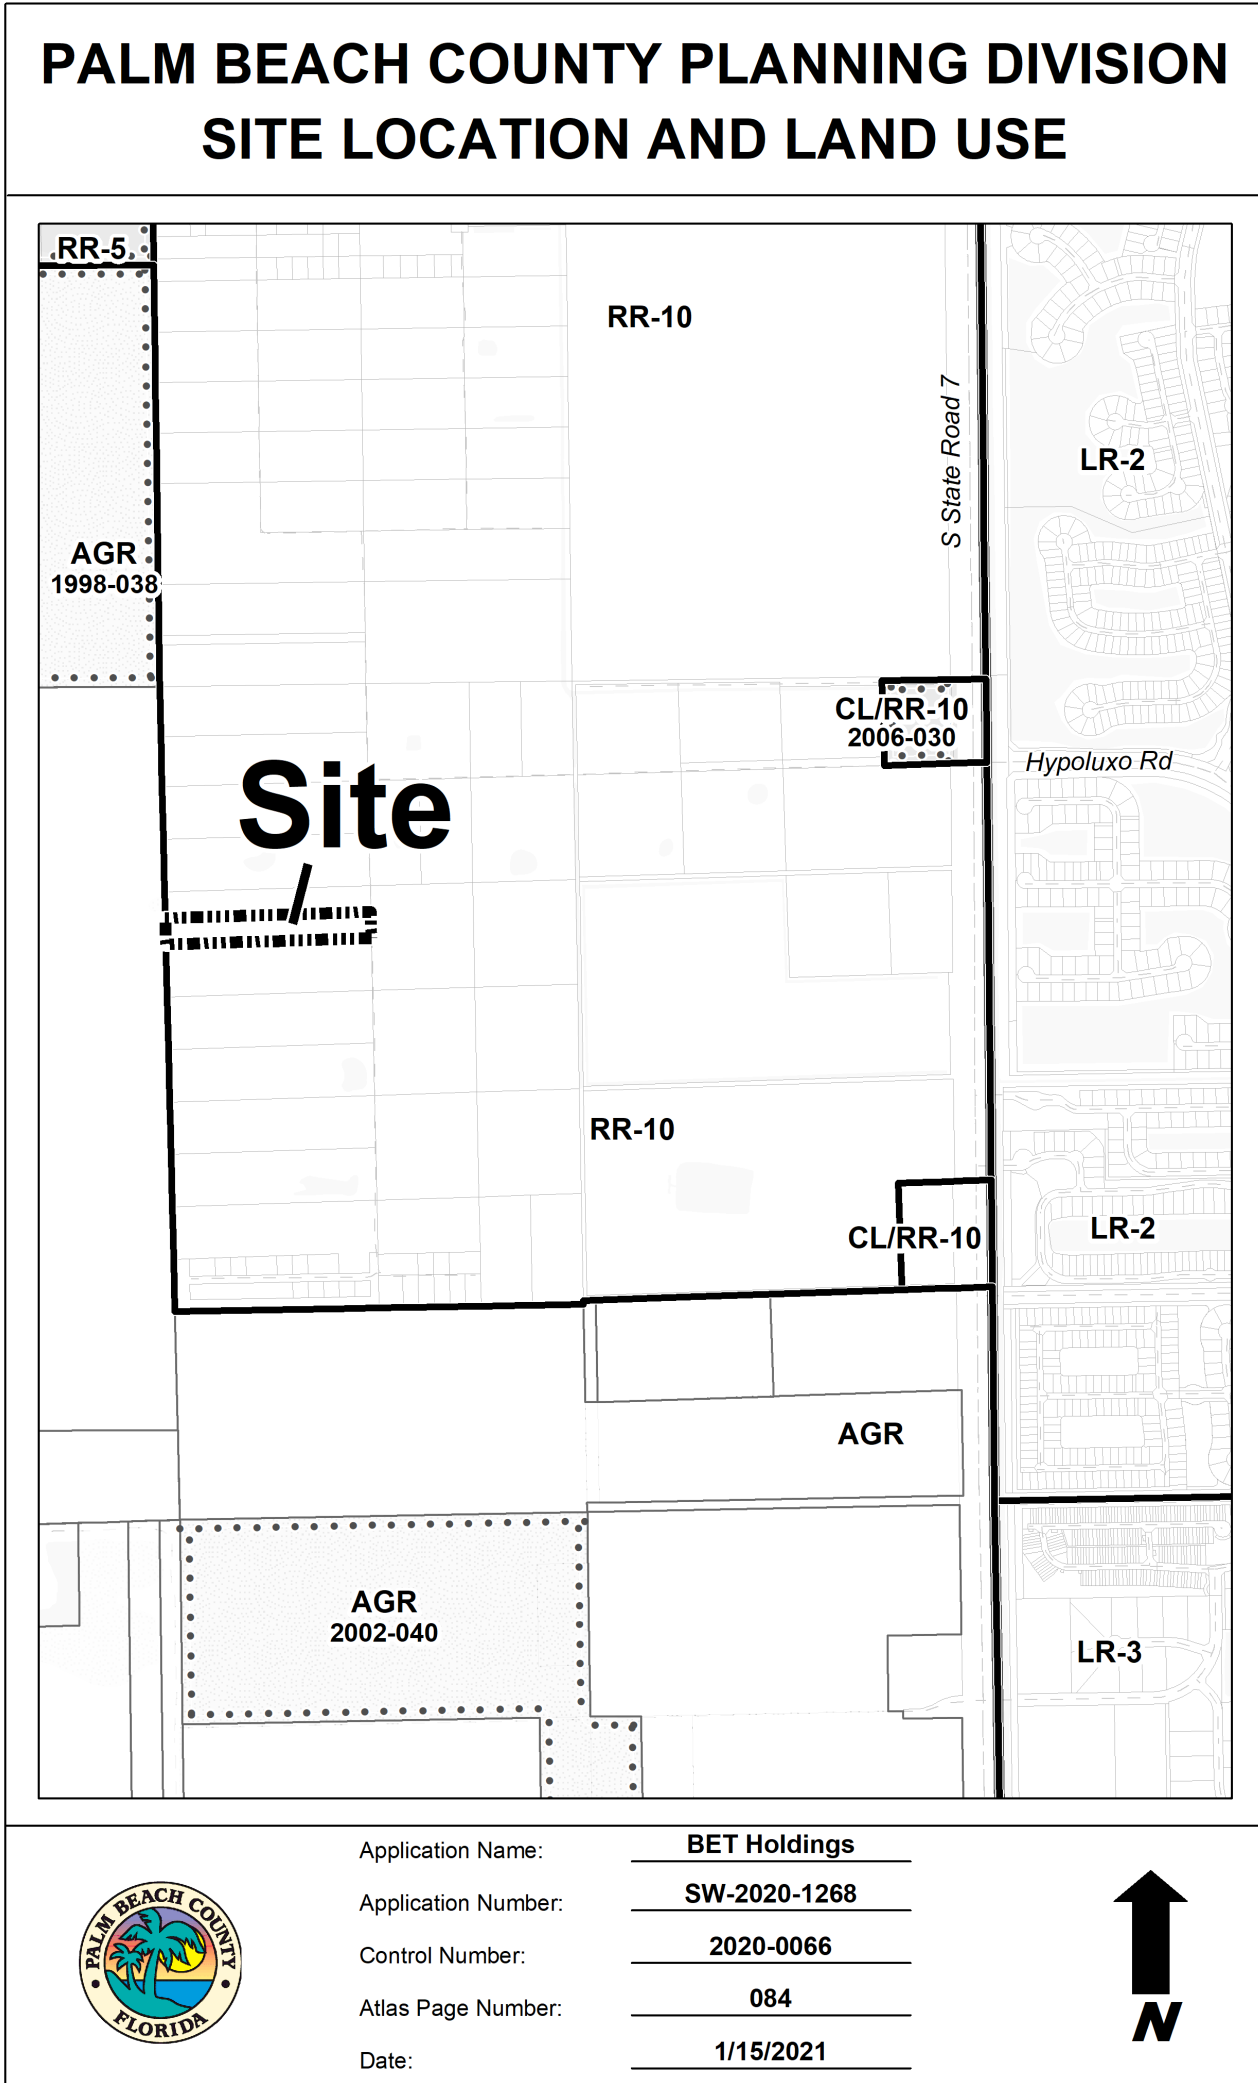 PALM BEACH COUNTY PLANNING DIVISION
SITE LOCATION AND LAND USE
RR-5
RR-10
S State Road 7
LR-2
AGR
1998-038
CL/RR-10
2006-030
Hypoluxo Rd
Site
RR-10
CL/RR-10
LR-2
AGR
AGR
2002-040
LR-3
Application Name: BET Holdings
Application Number: SW-2020-1268
Control Number: 2020-0066
Atlas Page Number: 084
Date: 1/15/2021
PALM BEACH COUNTY
FLORIDA
N